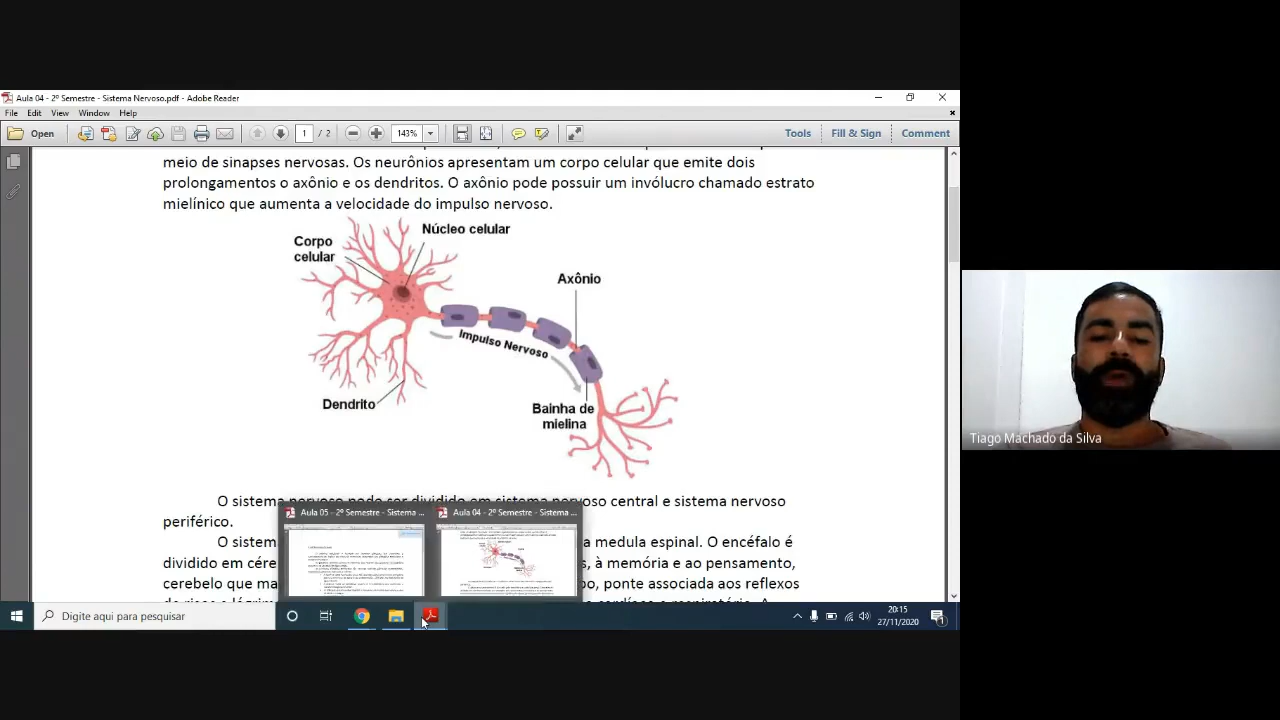 Aula 04 - 2º Semestre - Sistema Nervoso.pdf - Adobe Reader
File Edit View Window Help
Open 1 / 2 143% Tools Fill & Sign Comment
meio de sinapses nervosas. Os neurônios apresentam um corpo celular que emite dois
prolongamentos o axônio e os dendritos. O axônio pode possuir um invólucro chamado estrato
mielínico que aumenta a velocidade do impulso nervoso.
Núcleo celular
Corpo
celular
Axônio
Impulso Nervoso
Dendrito
Bainha de
mielina
Tiago Machado da Silva
O sistema nervoso pode ser dividido em sistema nervoso central e sistema nervoso
periférico.
Aula 05 - 2º Semestre - Sistema ...
Aula 04 - 2º Semestre - Sistema ...
O sistema a medula espinal. O encéfalo é
dividido em à memória e ao pensamento,
cerebelo que ponte associada aos reflexos
Digite aqui para pesquisar
20:15
27/11/2020
1